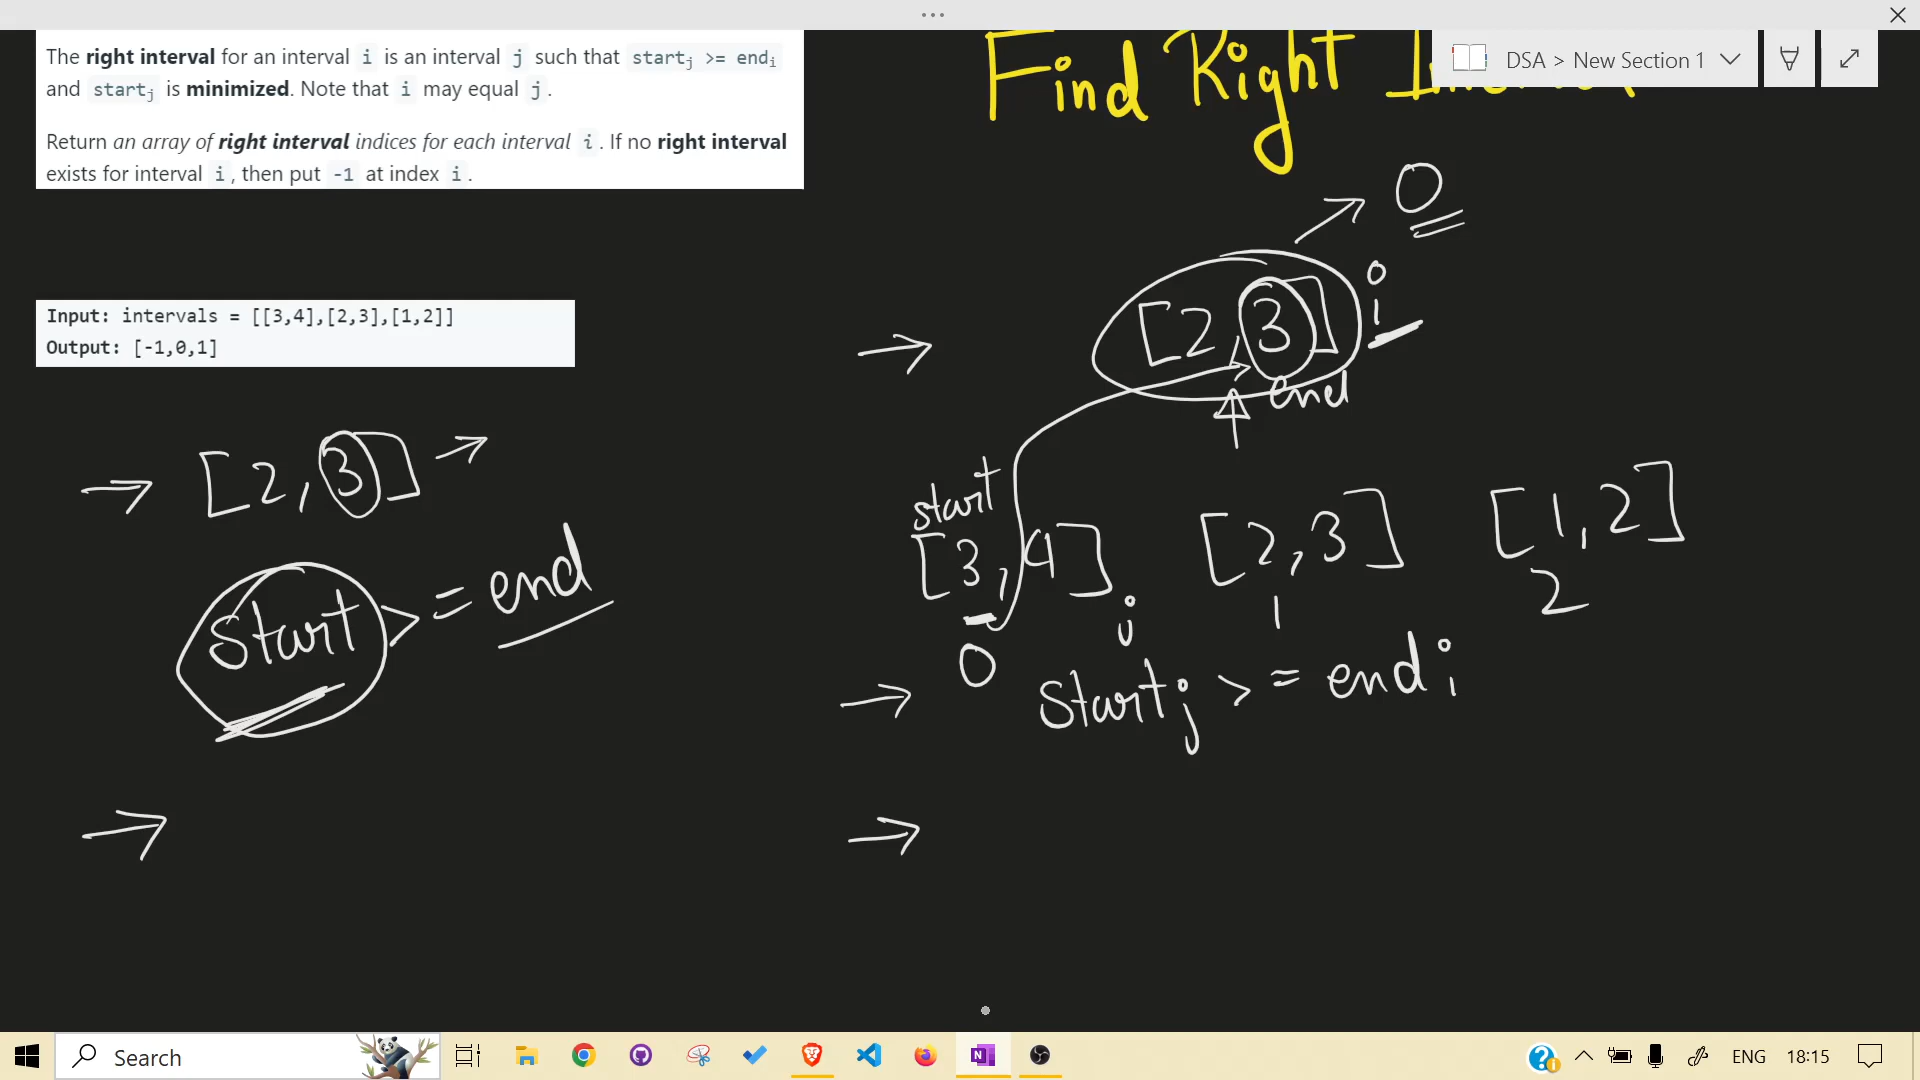 The right interval for an interval i is an interval j such that startj >= endi
and startj is minimized. Note that i may equal j.
Return an array of right interval indices for each interval i. If no right interval
exists for interval i, then put -1 at index i.
Find Right
DSA > New Section 1
0
Input: intervals = [[3,4],[2,3],[1,2]]
Output: [-1,0,1]
[2,3] i
end
[2,3]
start
[3,4] j [2,3] [1,2]
0 1 2
start >= end
startj >= endi
Search
ENG 18:15